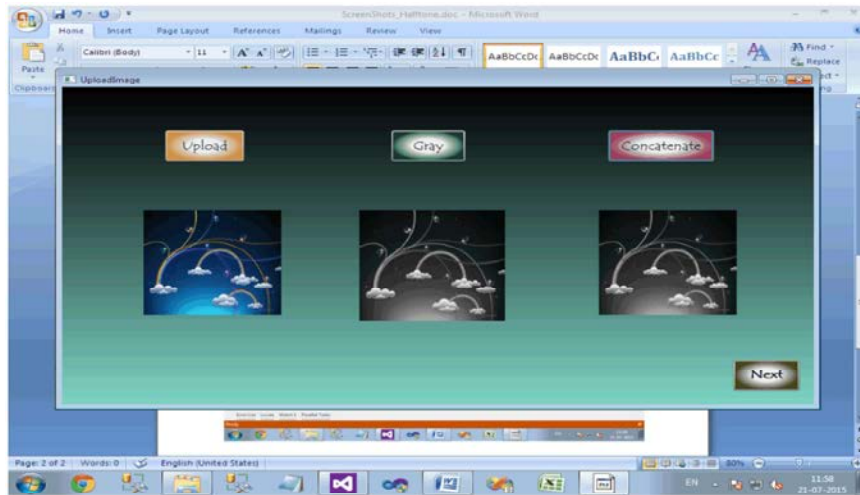 ScreenShots_Halftone.doc - Microsoft Word
Home Insert Page Layout References Mailings Review View
Calibri (Body) 11
Find
Replace
Paste
AaBbCcDc AaBbCcDc AaBbC AaBbCc
Clipboard
UploadImage
Upload Gray Concatenate
Next
Page: 2 of 2 Words: 0 English (United States) 80%
EN 11:58
21-07-2015